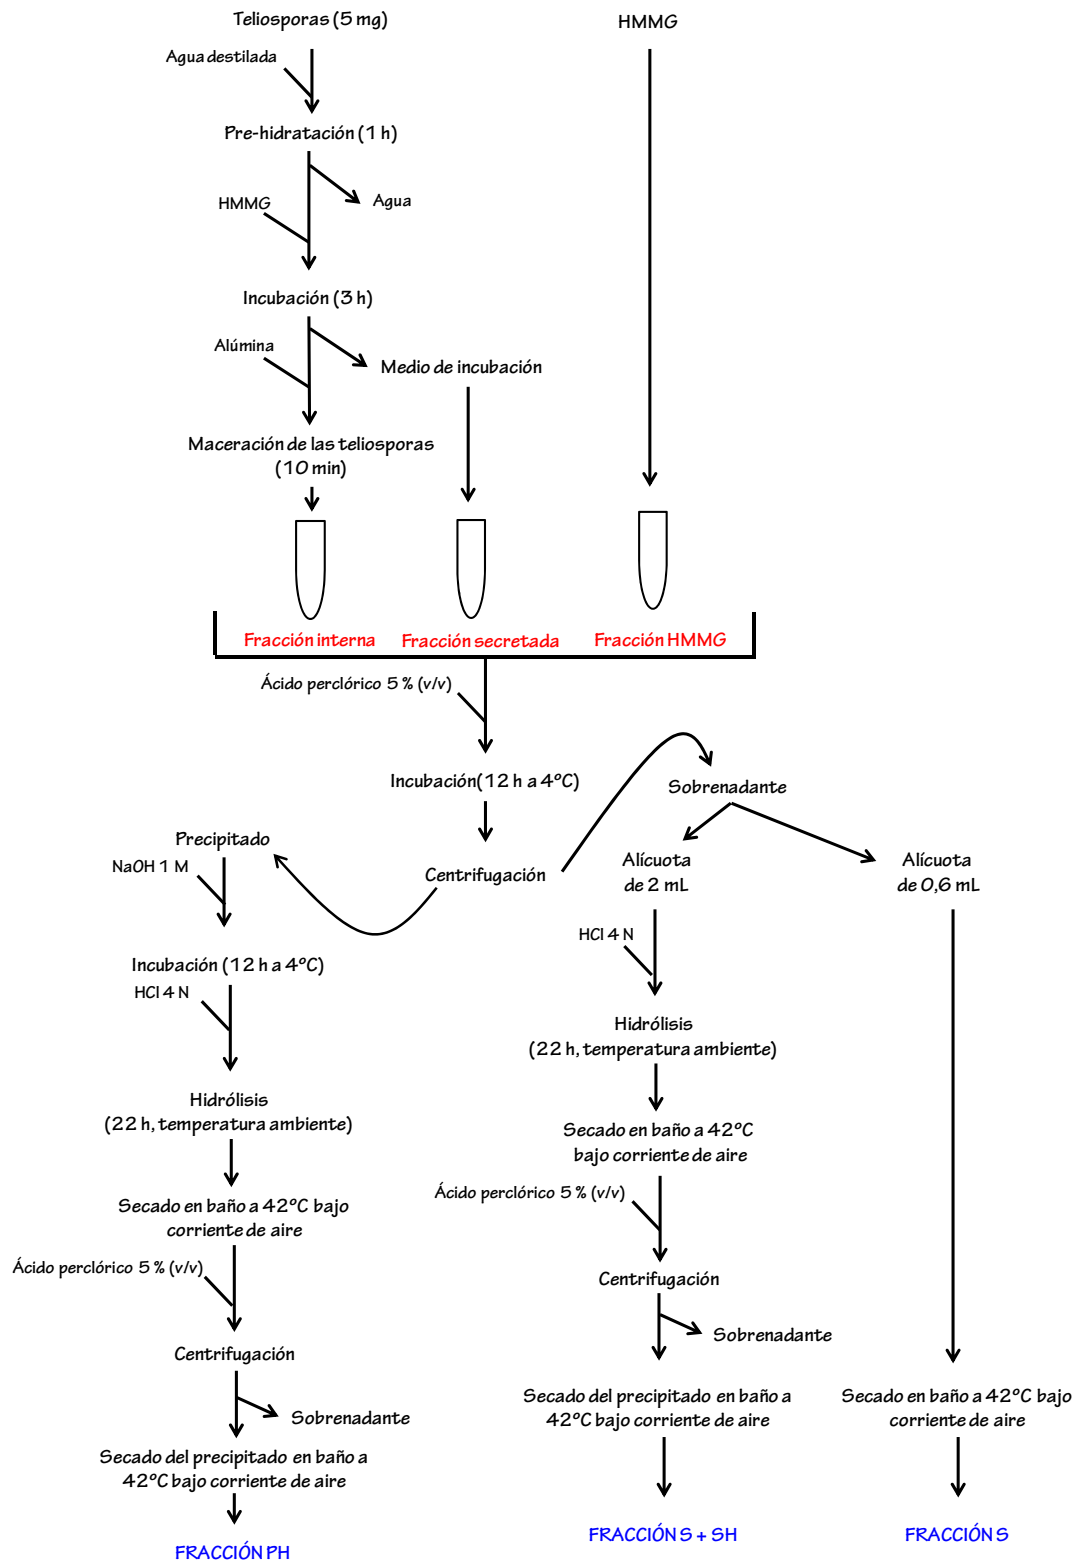 Teliosporas (5 mg)
HMMG
Agua destilada
Pre-hidratación (1 h)
HMMG
Agua
Incubación (3 h)
Alúmina
Medio de incubación
Maceración de las teliosporas
(10 min)
Fracción interna
Fracción secretada
Fracción HMMG
Ácido perclórico 5 % (v/v)
Incubación(12 h a 4ºC)
Sobrenadante
Precipitado
NaOH 1 M
Centrifugación
Alícuota
de 2 mL
Alícuota
de 0,6 mL
HCl 4 N
Incubación (12 h a 4ºC)
HCl 4 N
Hidrólisis
(22 h, temperatura ambiente)
Hidrólisis
(22 h, temperatura ambiente)
Secado en baño a 42ºC
bajo corriente de aire
Ácido perclórico 5 % (v/v)
Secado en baño a 42ºC bajo
corriente de aire
Ácido perclórico 5 % (v/v)
Centrifugación
Sobrenadante
Centrifugación
Sobrenadante
Secado del precipitado en baño a
42ºC bajo corriente de aire
Secado en baño a 42ºC bajo
corriente de aire
Secado del precipitado en baño a
42ºC bajo corriente de aire
FRACCIÓN S + SH
FRACCIÓN S
FRACCIÓN PH